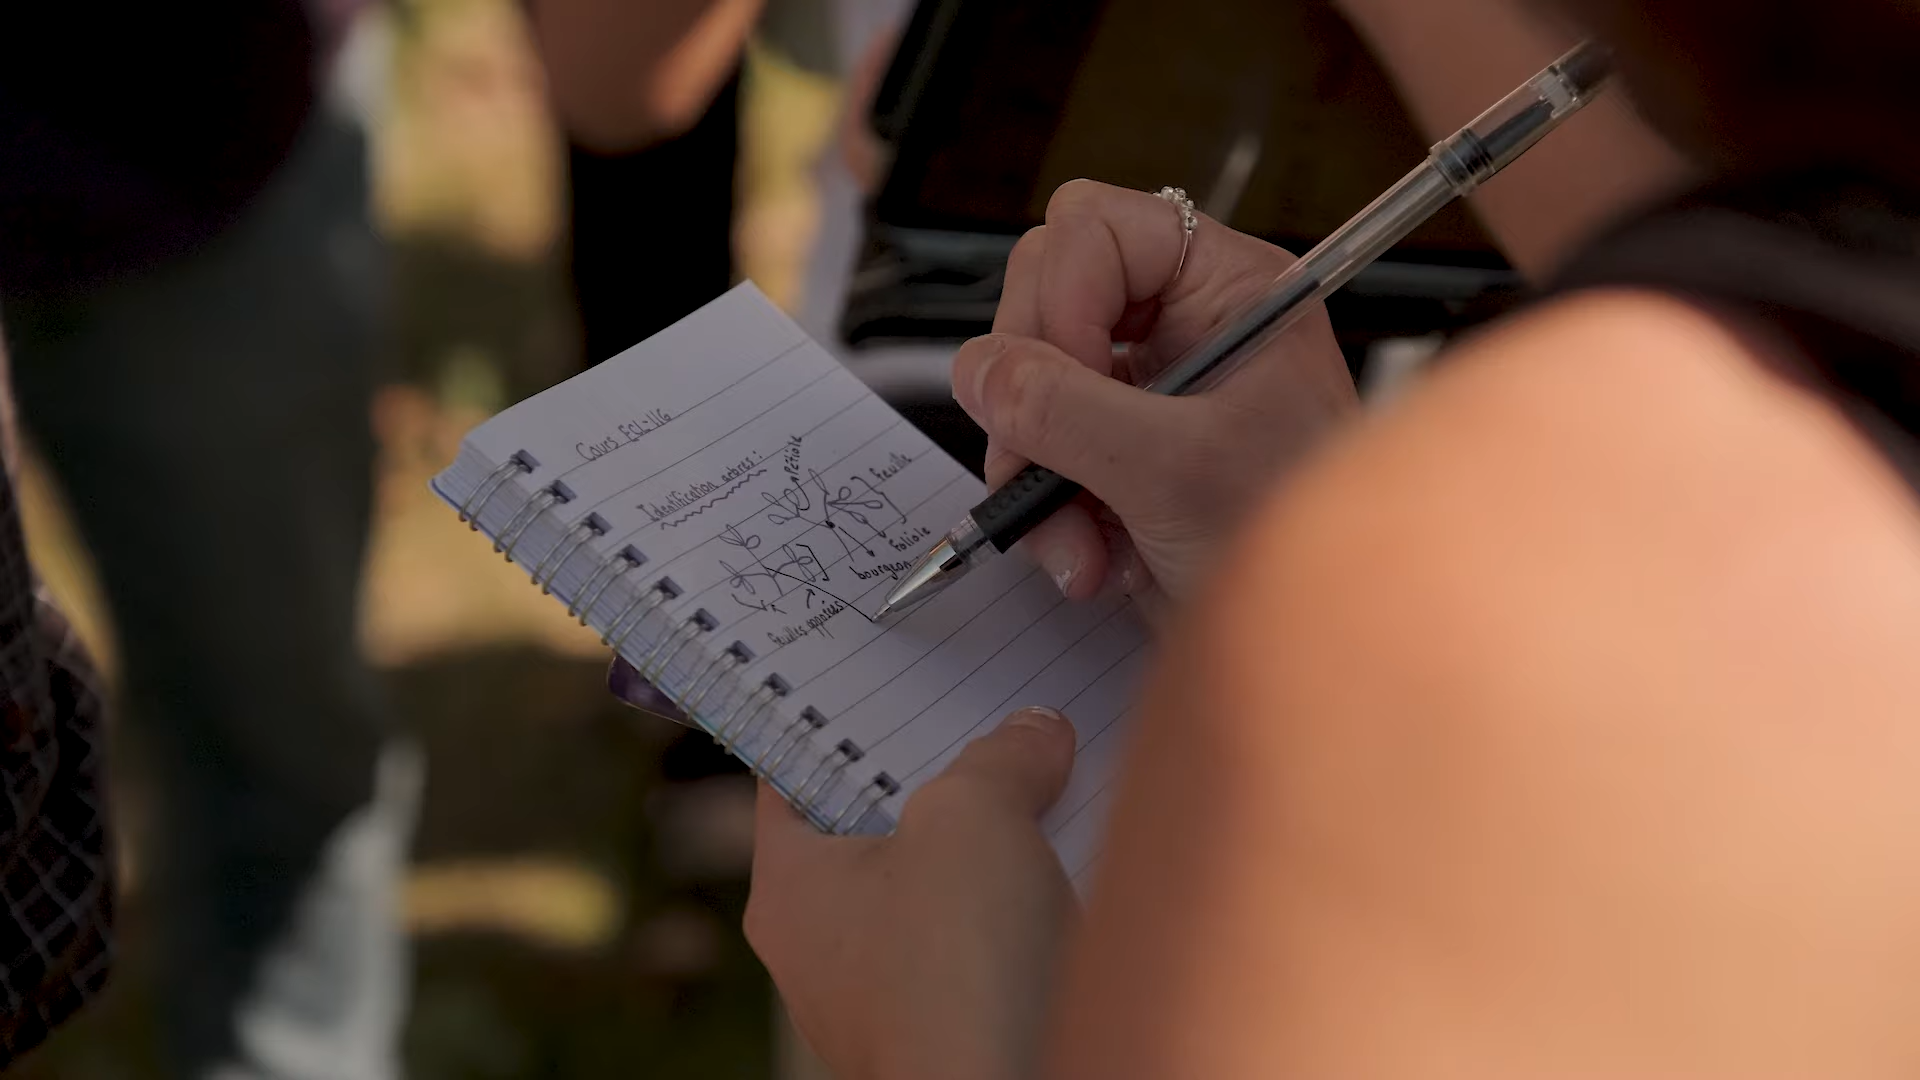 Cours ECL-116
Identification arbres :
Pétiole
feuille
foliole
bourgeon
feuilles opposées